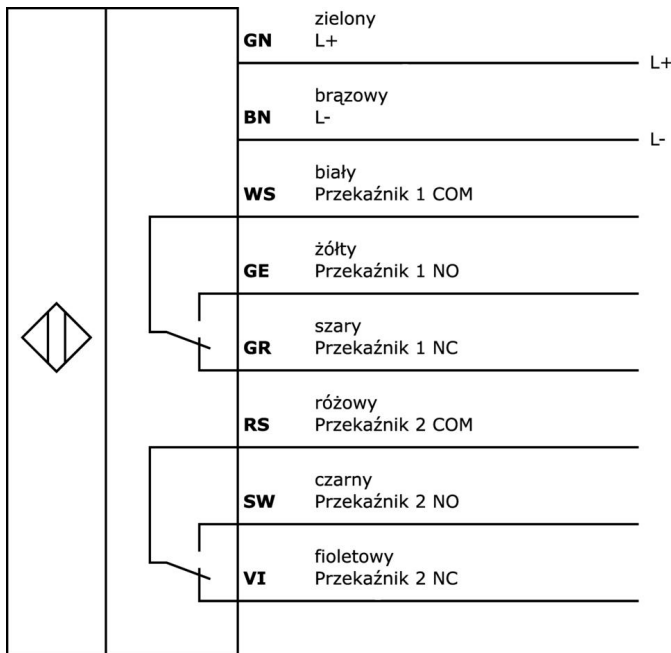 zielony
GN L+
L+
brązowy
BN L-
L-
biały
WS Przekaźnik 1 COM
żółty
GE Przekaźnik 1 NO
szary
GR Przekaźnik 1 NC
różowy
RS Przekaźnik 2 COM
czarny
SW Przekaźnik 2 NO
fioletowy
VI Przekaźnik 2 NC